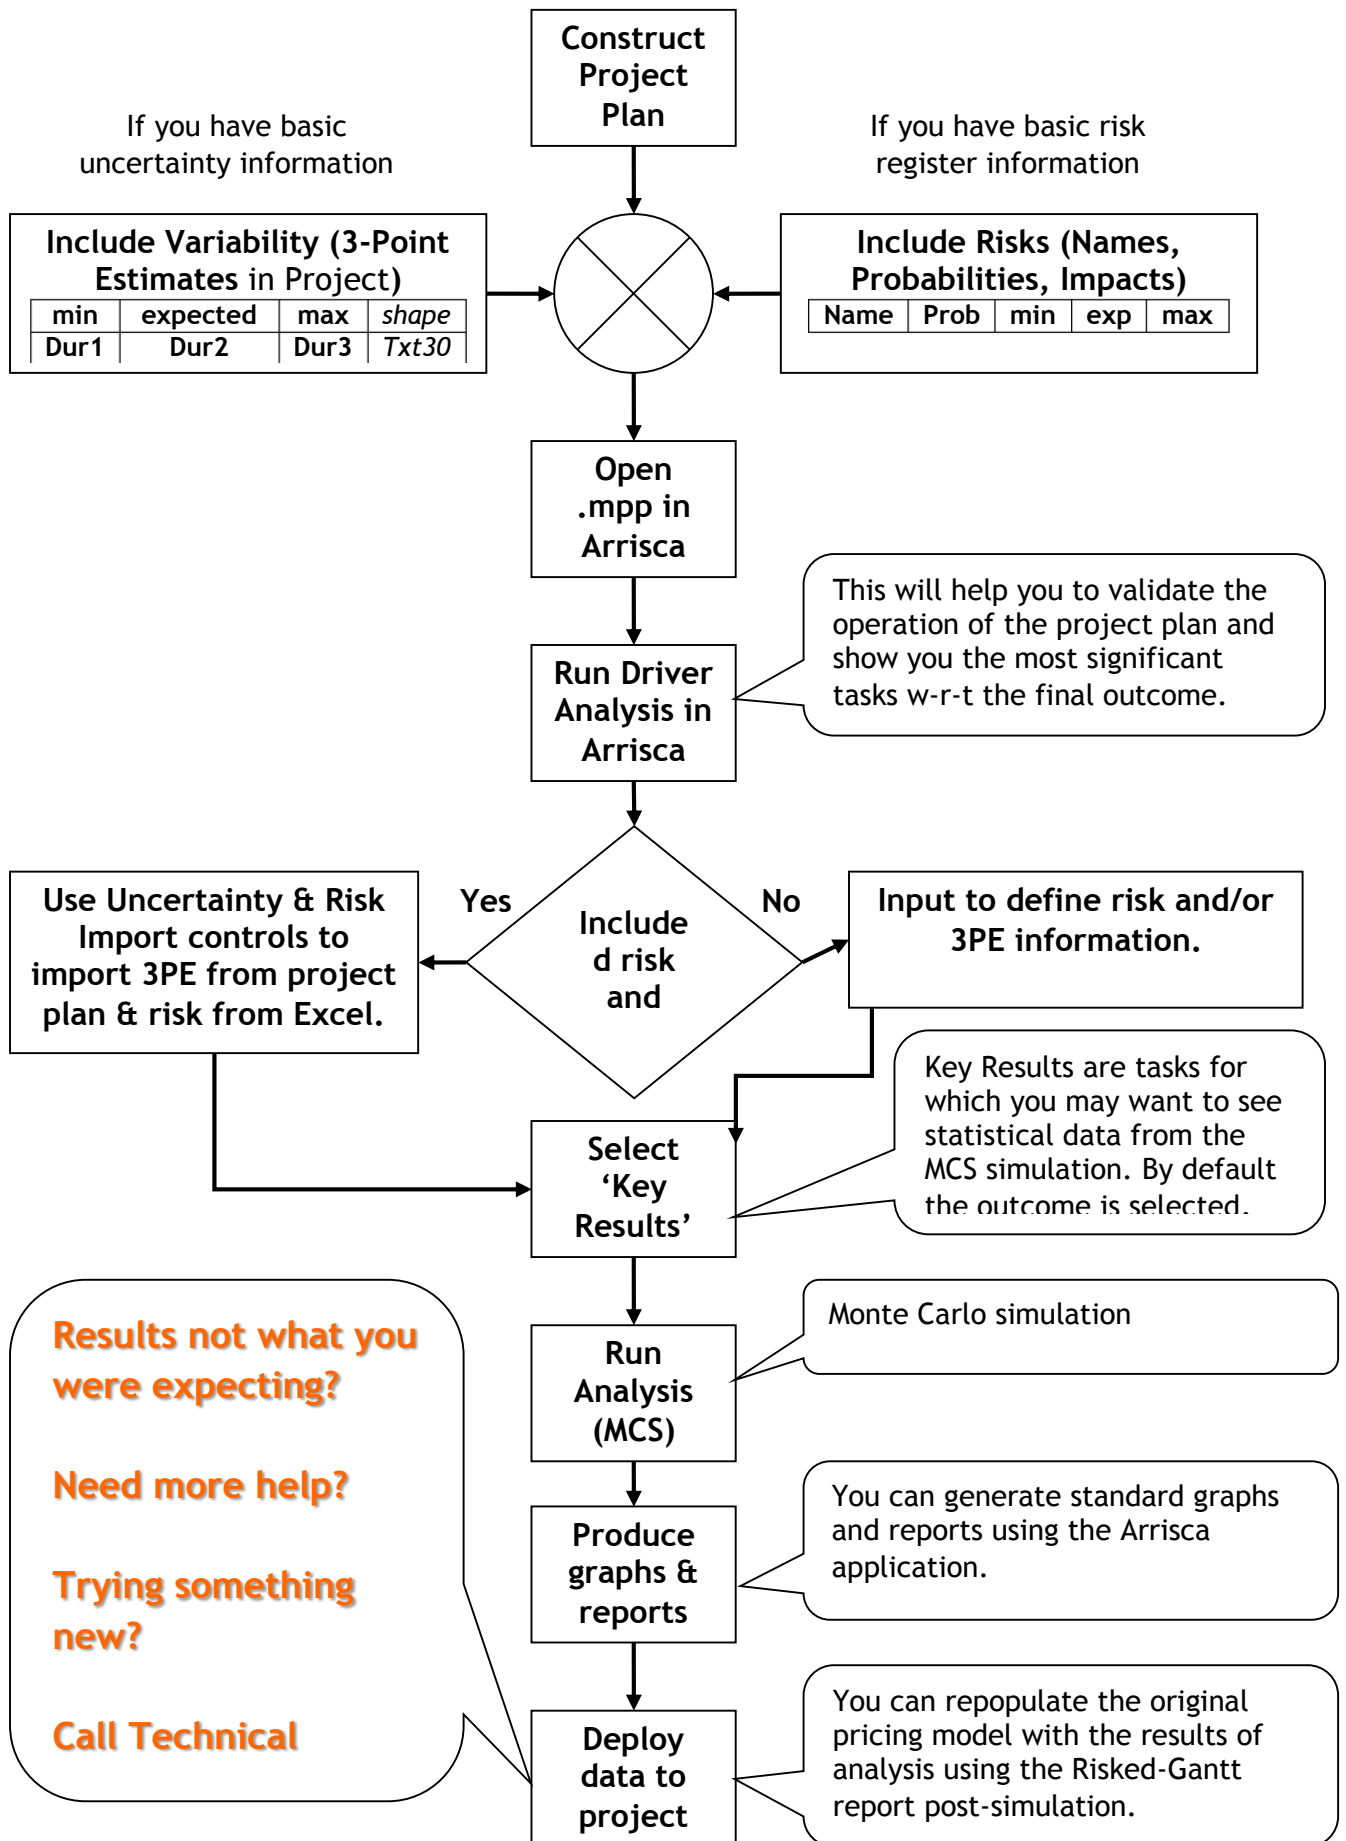 Construct
Project
Plan
If you have basic
uncertainty information
If you have basic risk
register information
Include Variability (3-Point
Estimates in Project)
min expected max shape
Dur1 Dur2 Dur3 Txt30
Include Risks (Names,
Probabilities, Impacts)
Name Prob min exp max
Open
.mpp in
Arrisca
Run Driver
Analysis in
Arrisca
This will help you to validate the
operation of the project plan and
show you the most significant
tasks w-r-t the final outcome.
Use Uncertainty & Risk
Import controls to
import 3PE from project
plan & risk from Excel.
Yes
Include
d risk
and
No
Input to define risk and/or
3PE information.
Key Results are tasks for
which you may want to see
statistical data from the
MCS simulation. By default
the outcome is selected.
Select
‘Key
Results’
Results not what you
were expecting?
Need more help?
Trying something
new?
Call Technical
Run
Analysis
(MCS)
Monte Carlo simulation
Produce
graphs &
reports
You can generate standard graphs
and reports using the Arrisca
application.
Deploy
data to
project
You can repopulate the original
pricing model with the results of
analysis using the Risked-Gantt
report post-simulation.